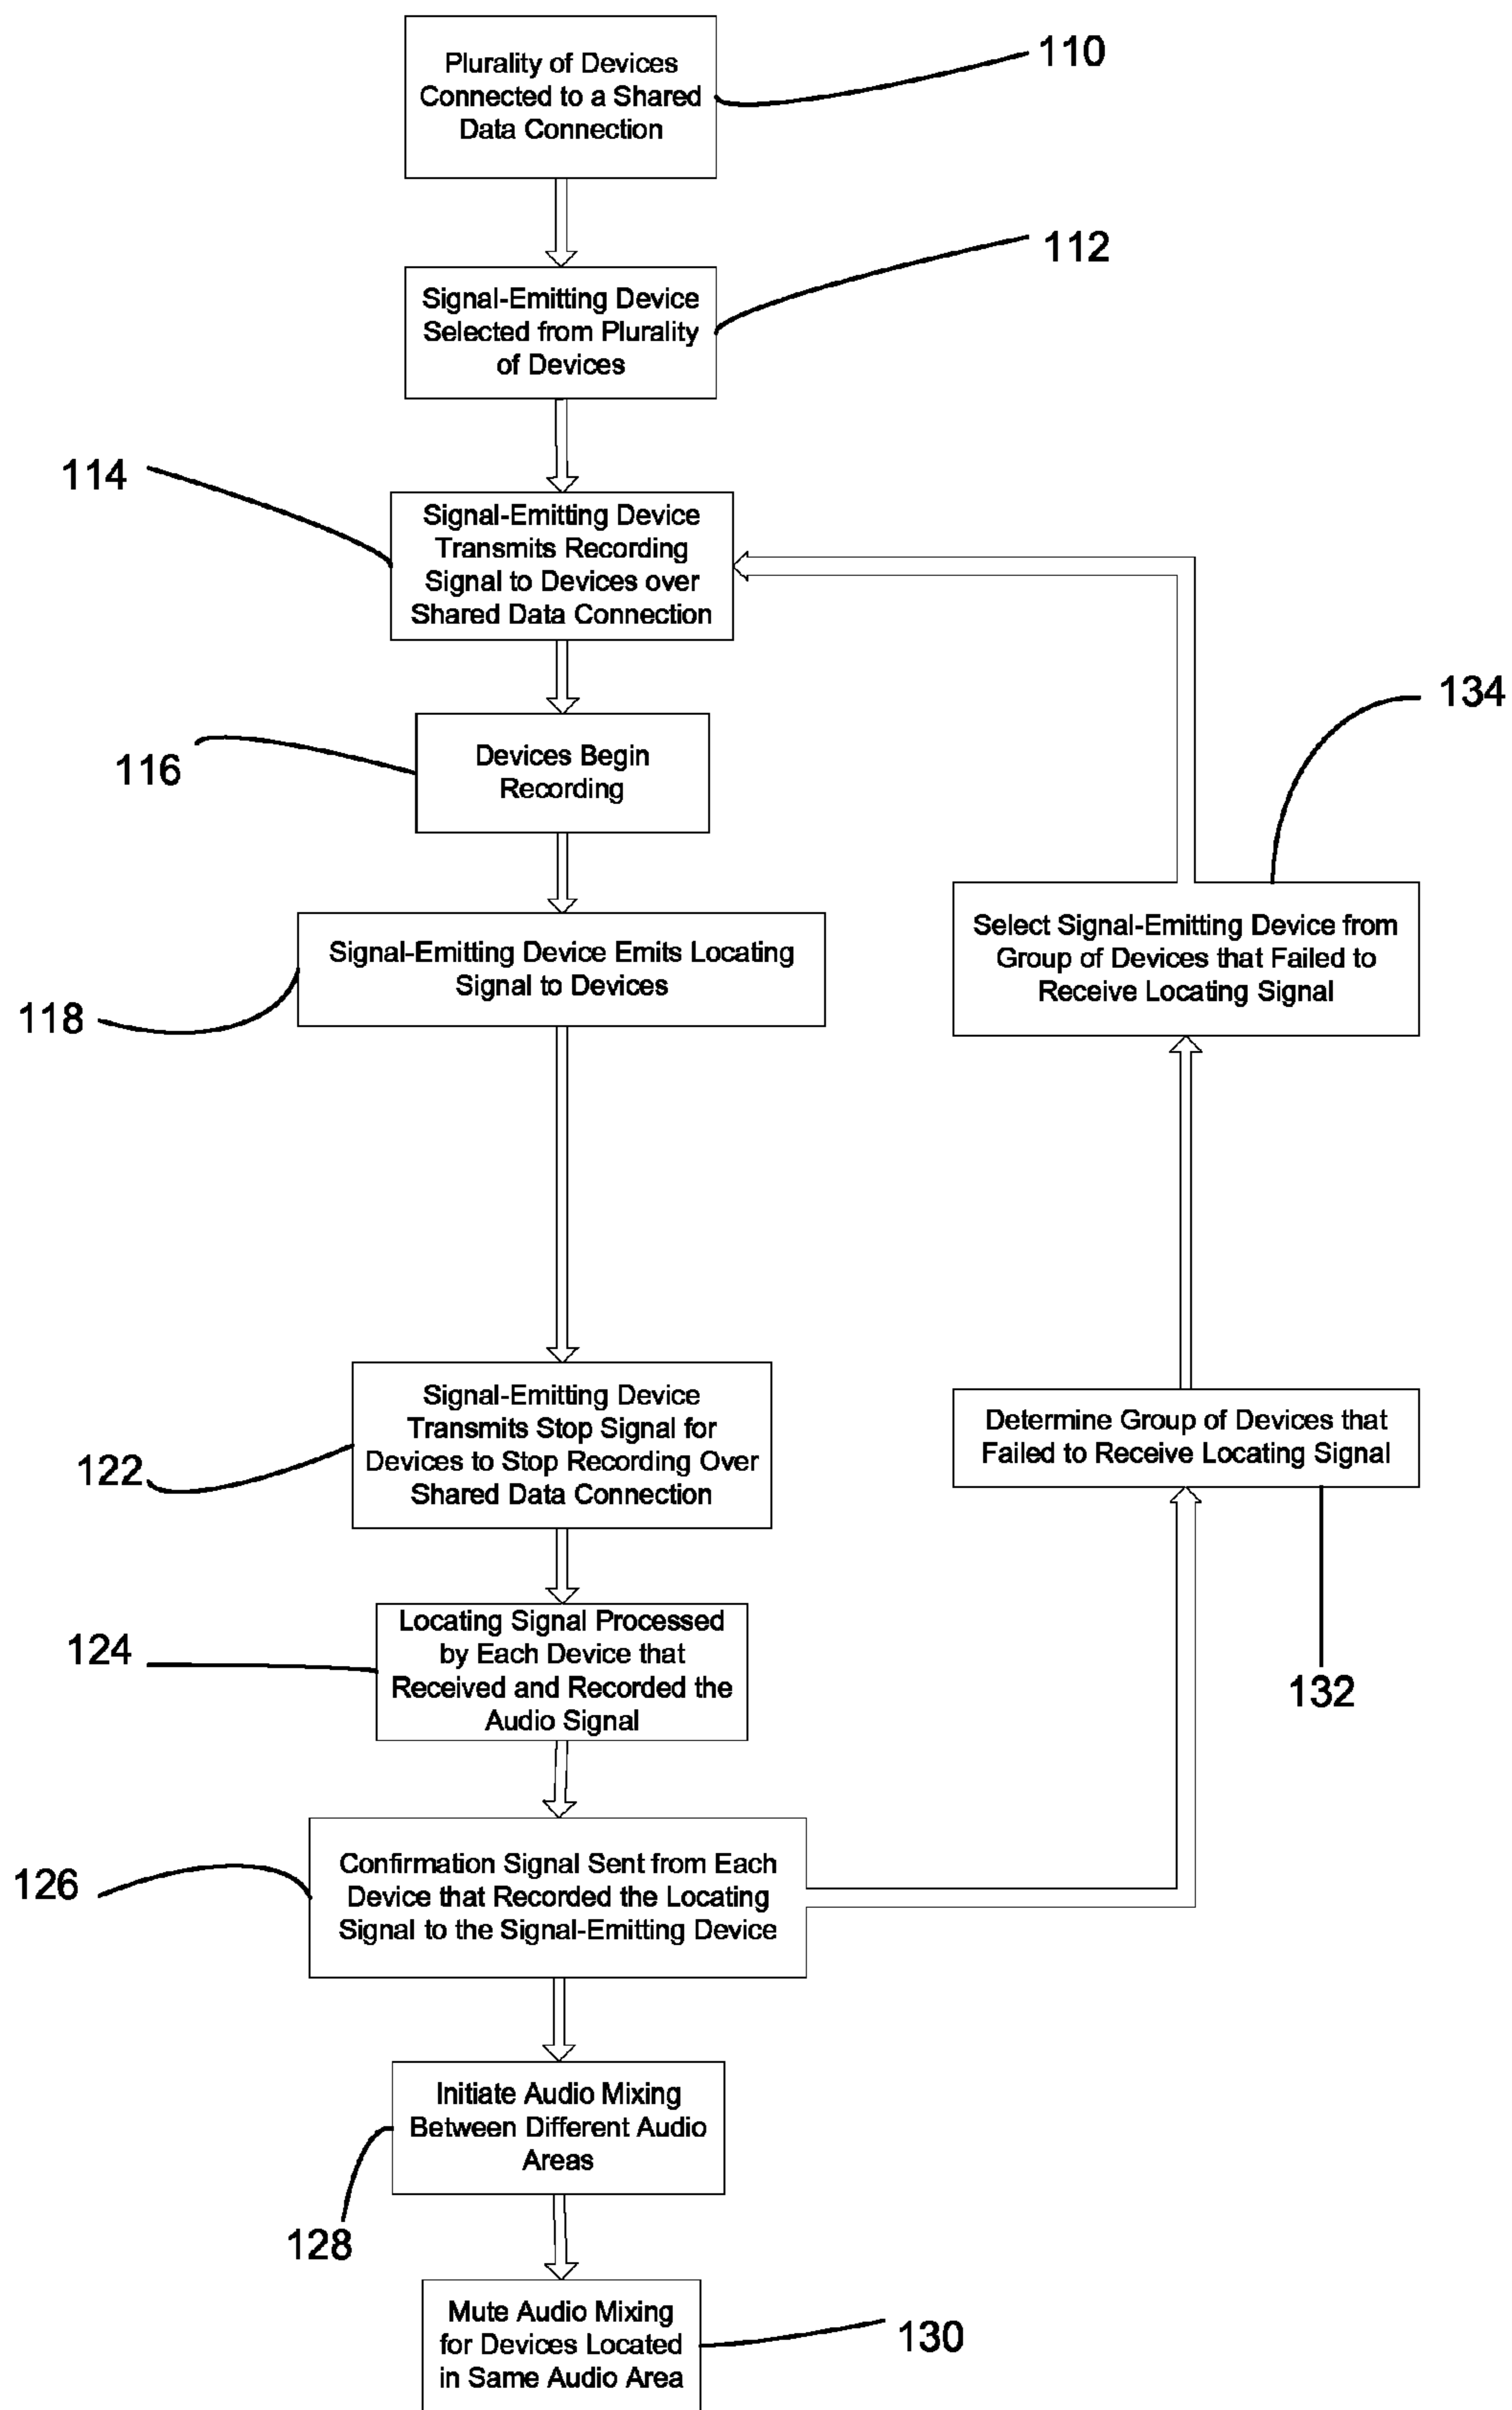 Plurality of Devices
Connected to a Shared
Data Connection
110
Signal-Emitting Device
Selected from Plurality
of Devices
112
114
Signal-Emitting Device
Transmits Recording
Signal to Devices over
Shared Data Connection
116
Devices Begin
Recording
118
Signal-Emitting Device Emits Locating
Signal to Devices
122
Signal-Emitting Device
Transmits Stop Signal for
Devices to Stop Recording Over
Shared Data Connection
124
Locating Signal Processed
by Each Device that
Received and Recorded the
Audio Signal
126
Confirmation Signal Sent from Each
Device that Recorded the Locating
Signal to the Signal-Emitting Device
128
Initiate Audio Mixing
Between Different Audio
Areas
Mute Audio Mixing
for Devices Located
in Same Audio Area
130
Determine Group of Devices that
Failed to Receive Locating Signal
132
134
Select Signal-Emitting Device from
Group of Devices that Failed to
Receive Locating Signal